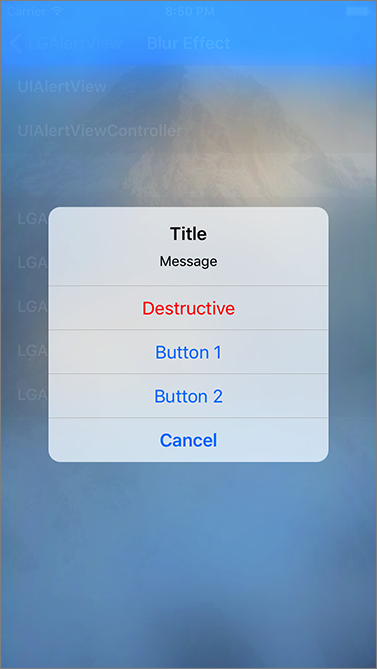 Carrier 8:50 PM
LGAlertView Blur Effect
UIAlertView
UIAlertViewController
Title
LGA
Message
LGA
Destructive
LGA
Button 1
LGA
Button 2
LGA
Cancel